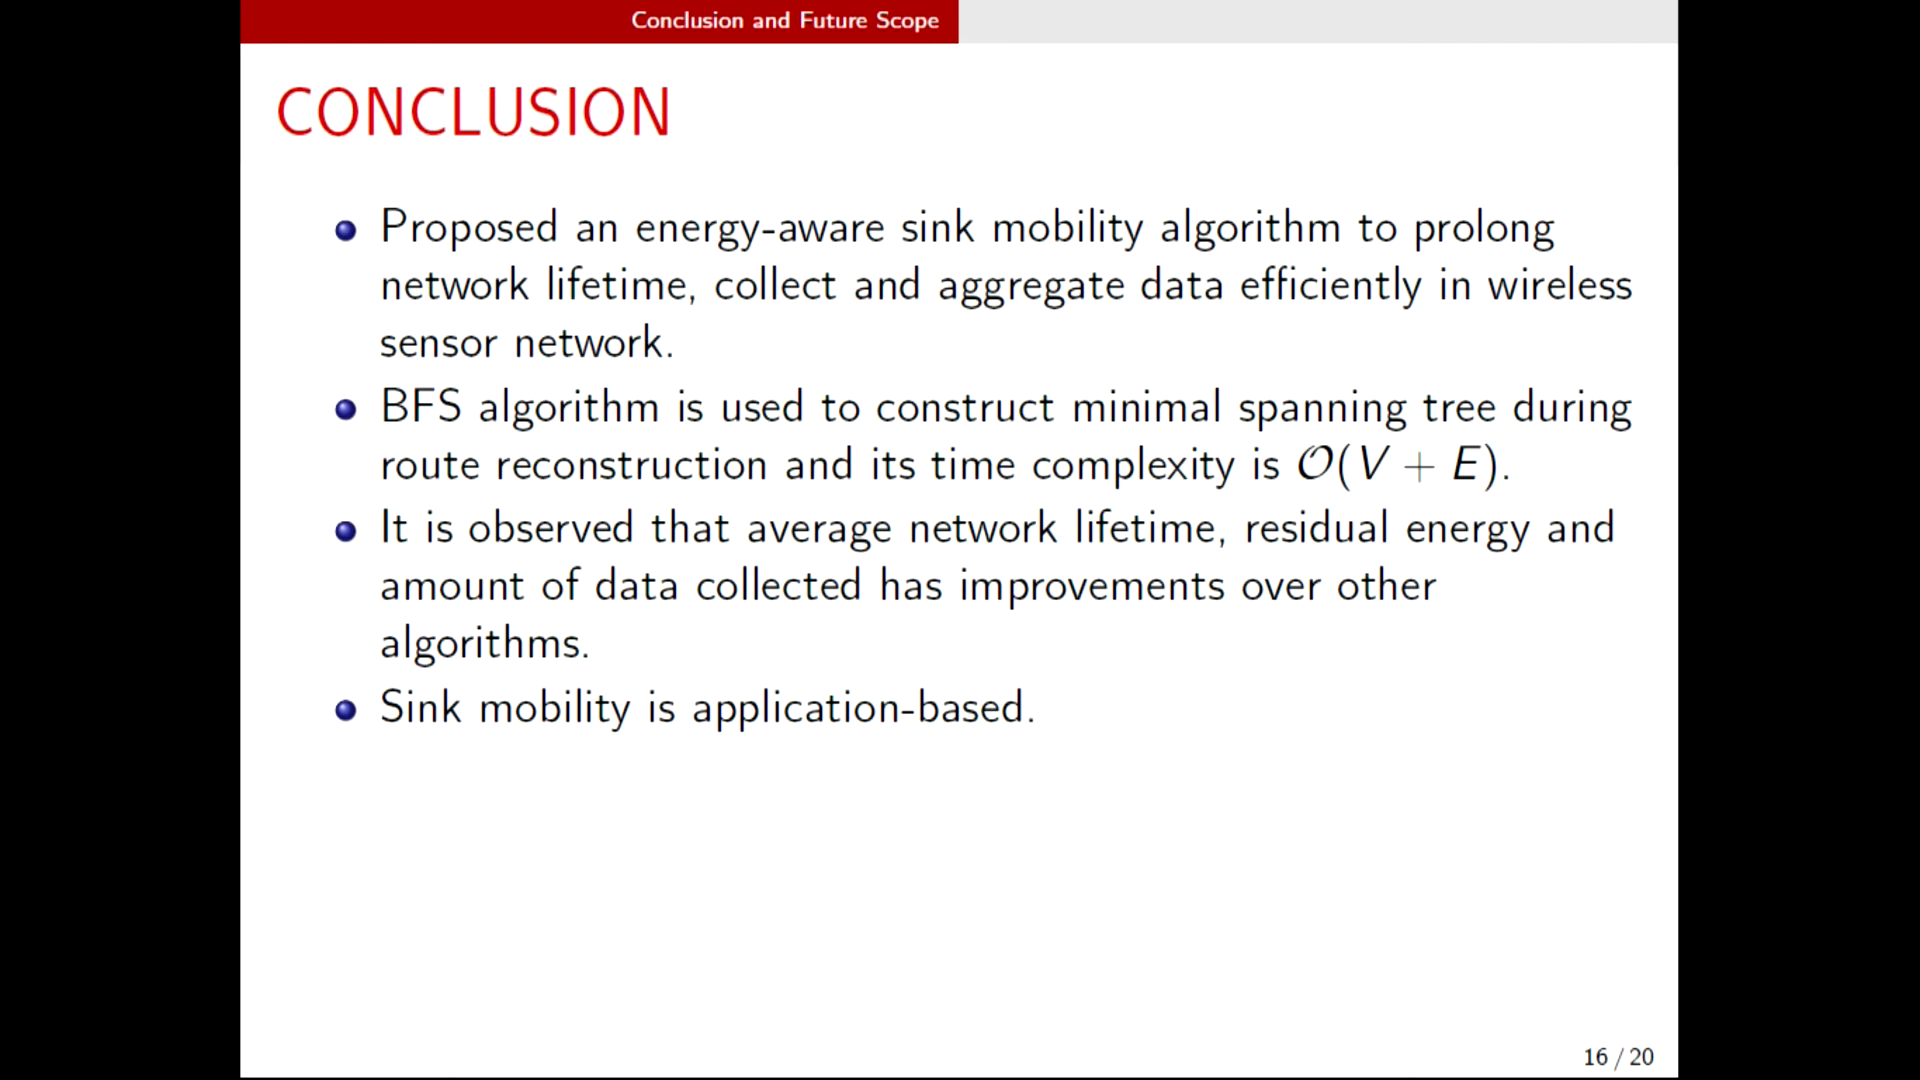 Conclusion and Future Scope
CONCLUSION
Proposed an energy-aware sink mobility algorithm to prolong
network lifetime, collect and aggregate data efficiently in wireless
sensor network.
BFS algorithm is used to construct minimal spanning tree during
route reconstruction and its time complexity is 𝒪(V + E).
It is observed that average network lifetime, residual energy and
amount of data collected has improvements over other
algorithms.
Sink mobility is application-based.
16 / 20